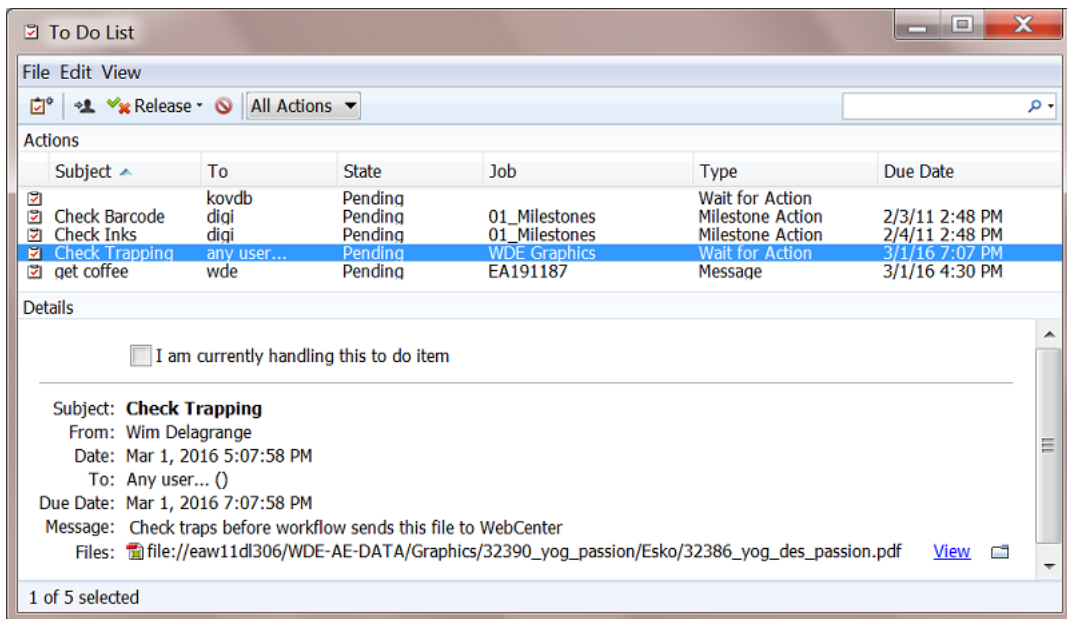 To Do List
File Edit View
Release All Actions
Actions
Subject To State Job Type Due Date
kovdb Pending Wait for Action
Check Barcode digi Pending 01_Milestones Milestone Action 2/3/11 2:48 PM
Check Inks digi Pending 01_Milestones Milestone Action 2/4/11 2:48 PM
Check Trapping any user... Pending WDE Graphics Wait for Action 3/1/16 7:07 PM
get coffee wde Pending EA191187 Message 3/1/16 4:30 PM
Details
I am currently handling this to do item
Subject: Check Trapping
From: Wim Delagrange
Date: Mar 1, 2016 5:07:58 PM
To: Any user... ()
Due Date: Mar 1, 2016 7:07:58 PM
Message: Check traps before workflow sends this file to WebCenter
Files: file://eaw11dl306/WDE-AE-DATA/Graphics/32390_yog_passion/Esko/32386_yog_des_passion.pdf View
1 of 5 selected